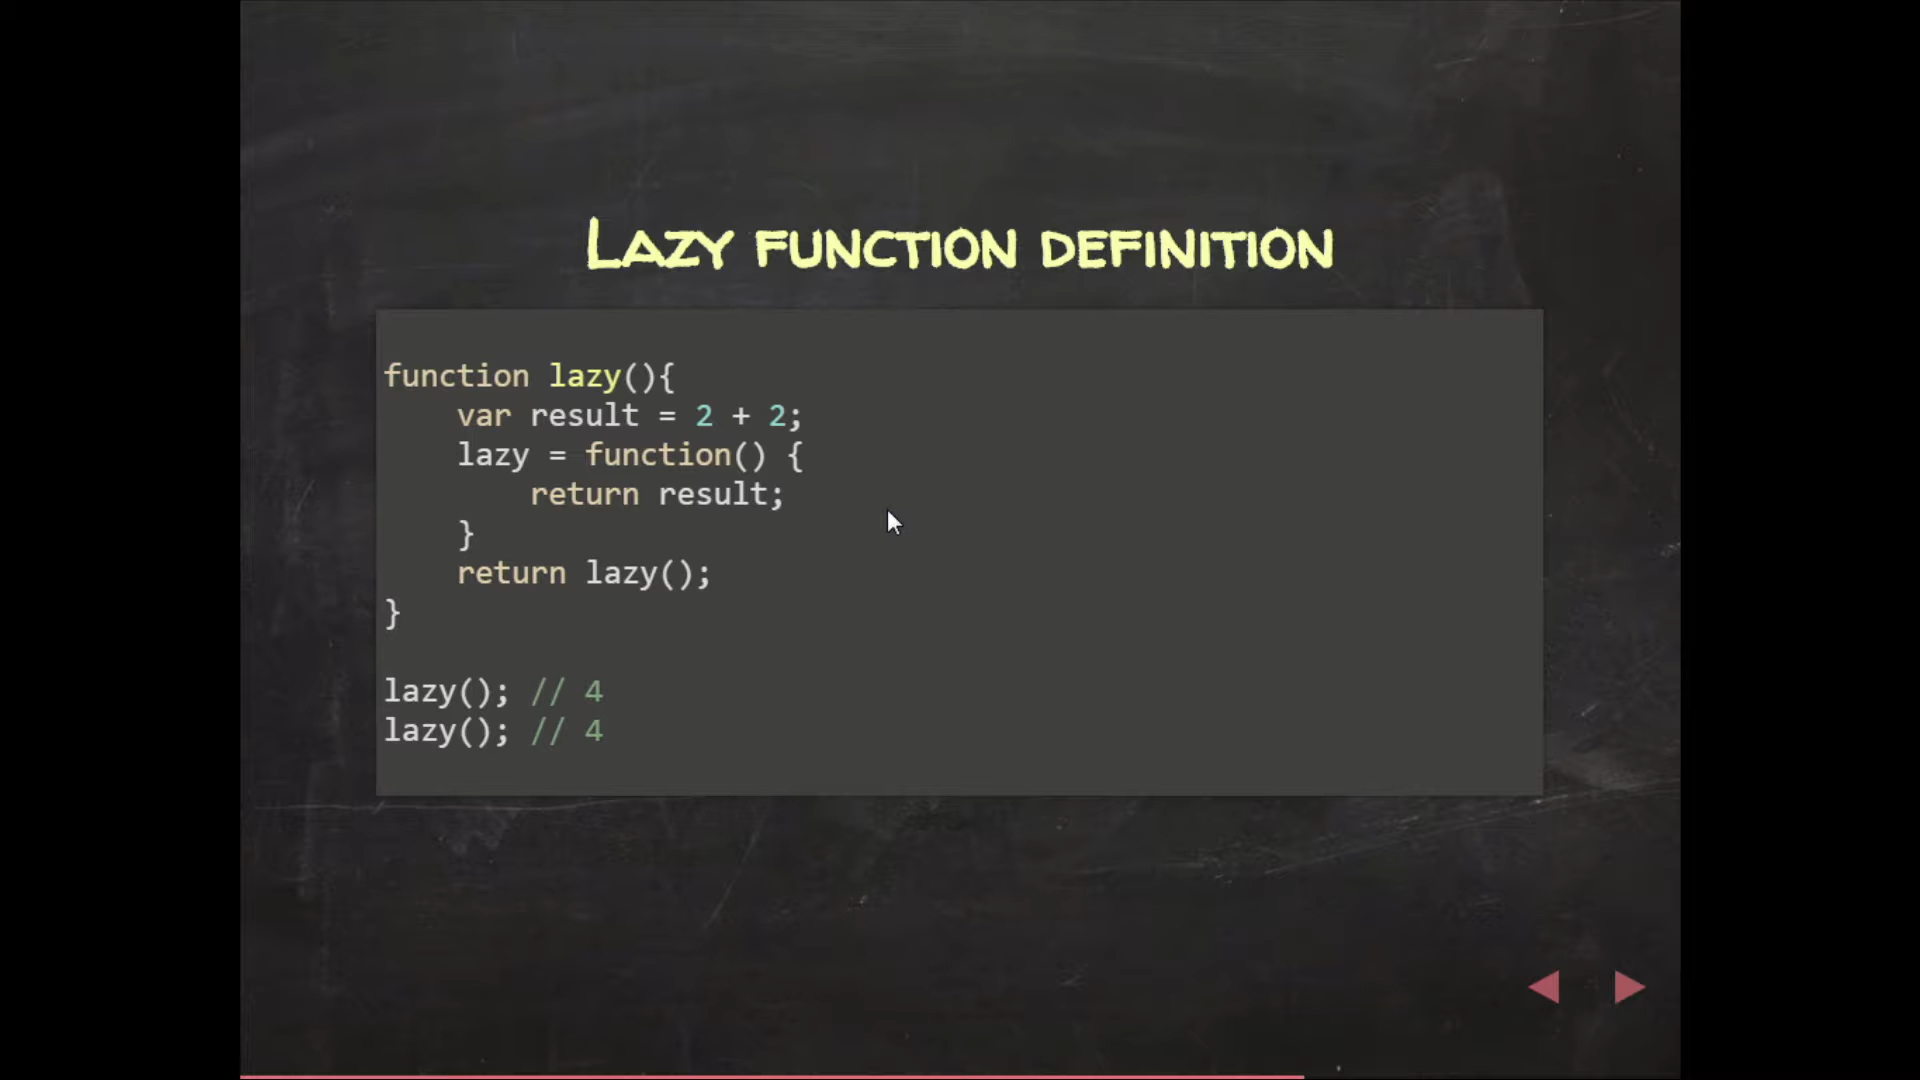 Lazy function definition
function lazy(){
    var result = 2 + 2;
    lazy = function() {
        return result;
    }
    return lazy();
}
lazy(); // 4
lazy(); // 4